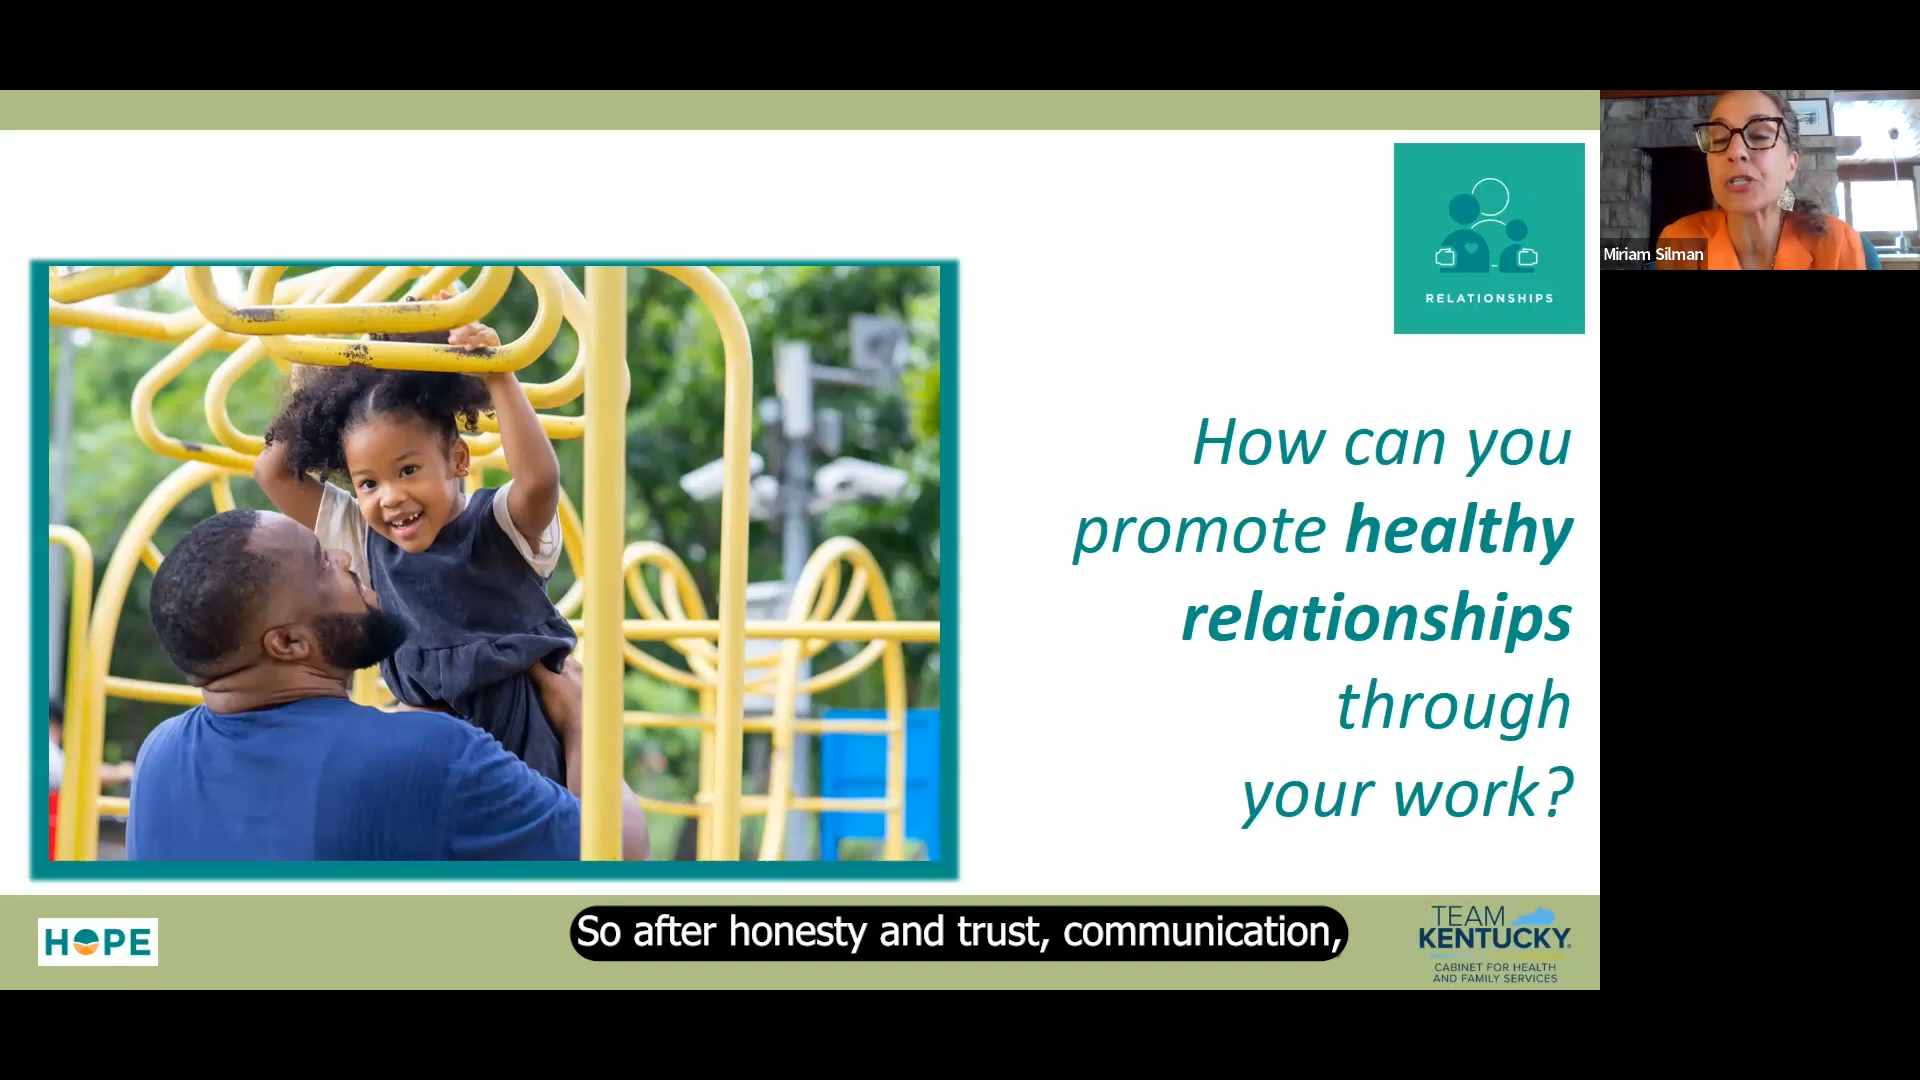 RELATIONSHIPS
Miriam Silman
How can you
promote healthy
relationships
through
your work?
HOPE
So after honesty and trust, communication,
TEAM
KENTUCKY®
CABINET FOR HEALTH
AND FAMILY SERVICES